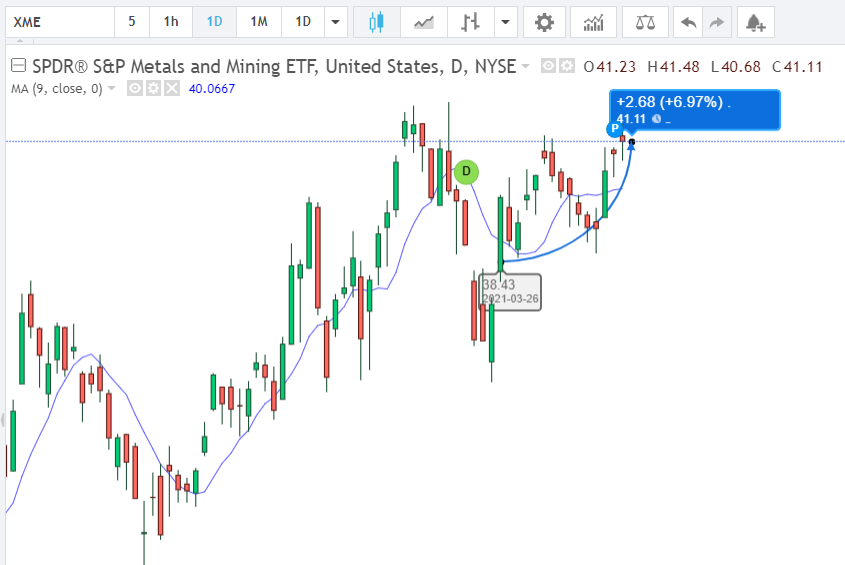 XME 5 1h 1D 1M 1D
SPDR® S&P Metals and Mining ETF, United States, D, NYSE O41.23 H41.48 L40.68 C41.11
MA (9, close, 0) 40.0667
+2.68 (+6.97%) .
41.11 _
P
D
38.43
2021-03-26